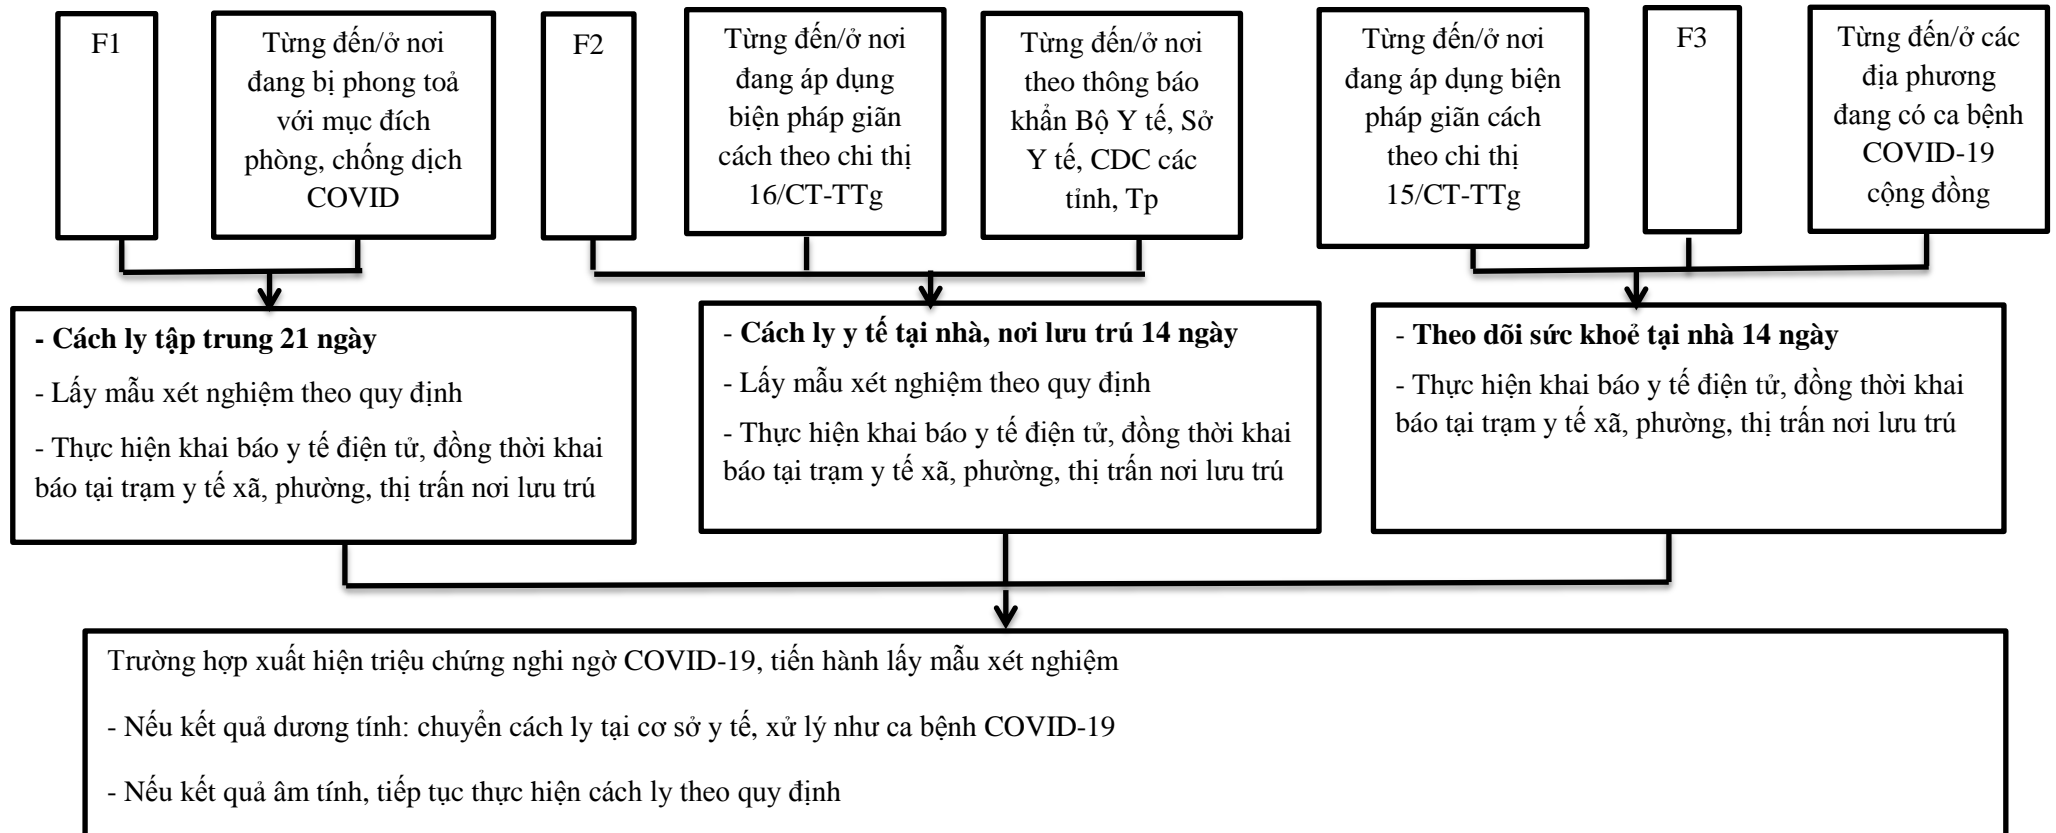 F1
Từng đến/ở nơi
đang bị phong toả
với mục đích
phòng, chống dịch
COVID
F2
Từng đến/ở nơi
đang áp dụng
biện pháp giãn
cách theo chi thị
16/CT-TTg
Từng đến/ở nơi
theo thông báo
khẩn Bộ Y tế, Sở
Y tế, CDC các
tỉnh, Tp
Từng đến/ở nơi
đang áp dụng biện
pháp giãn cách
theo chi thị
15/CT-TTg
F3
Từng đến/ở các
địa phương
đang có ca bệnh
COVID-19
cộng đồng
- Cách ly tập trung 21 ngày
- Lấy mẫu xét nghiệm theo quy định
- Thực hiện khai báo y tế điện tử, đồng thời khai
báo tại trạm y tế xã, phường, thị trấn nơi lưu trú
- Cách ly y tế tại nhà, nơi lưu trú 14 ngày
- Lấy mẫu xét nghiệm theo quy định
- Thực hiện khai báo y tế điện tử, đồng thời khai
báo tại trạm y tế xã, phường, thị trấn nơi lưu trú
- Theo dõi sức khoẻ tại nhà 14 ngày
- Thực hiện khai báo y tế điện tử, đồng thời khai
báo tại trạm y tế xã, phường, thị trấn nơi lưu trú
Trường hợp xuất hiện triệu chứng nghi ngờ COVID-19, tiến hành lấy mẫu xét nghiệm
- Nếu kết quả dương tính: chuyển cách ly tại cơ sở y tế, xử lý như ca bệnh COVID-19
- Nếu kết quả âm tính, tiếp tục thực hiện cách ly theo quy định